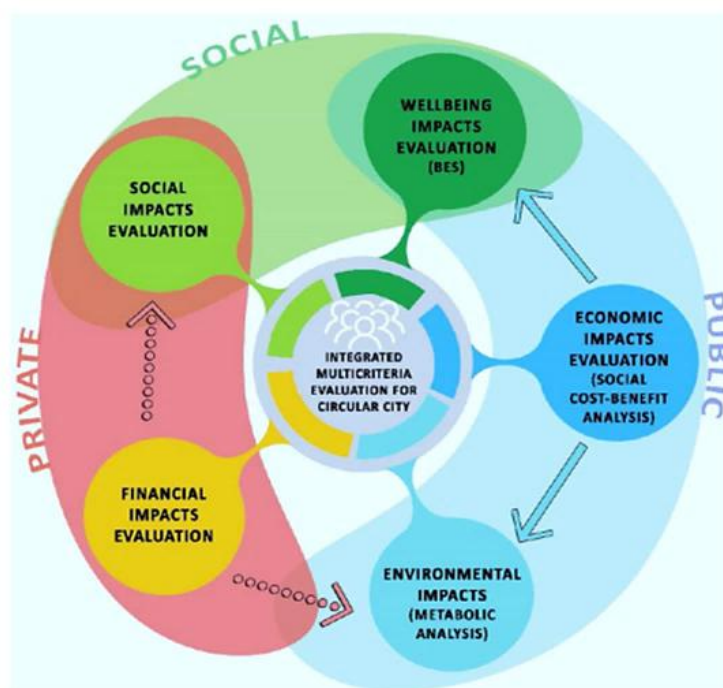 SOCIAL
WELLBEING
IMPACTS
EVALUATION
(BES)
SOCIAL
IMPACTS
EVALUATION
PRIVATE
INTEGRATED
MULTICRITERIA
EVALUATION FOR
CIRCULAR CITY
ECONOMIC
IMPACTS
EVALUATION
(SOCIAL
COST-BENEFIT
ANALYSIS)
PUBLIC
FINANCIAL
IMPACTS
EVALUATION
ENVIRONMENTAL
IMPACTS
(METABOLIC
ANALYSIS)